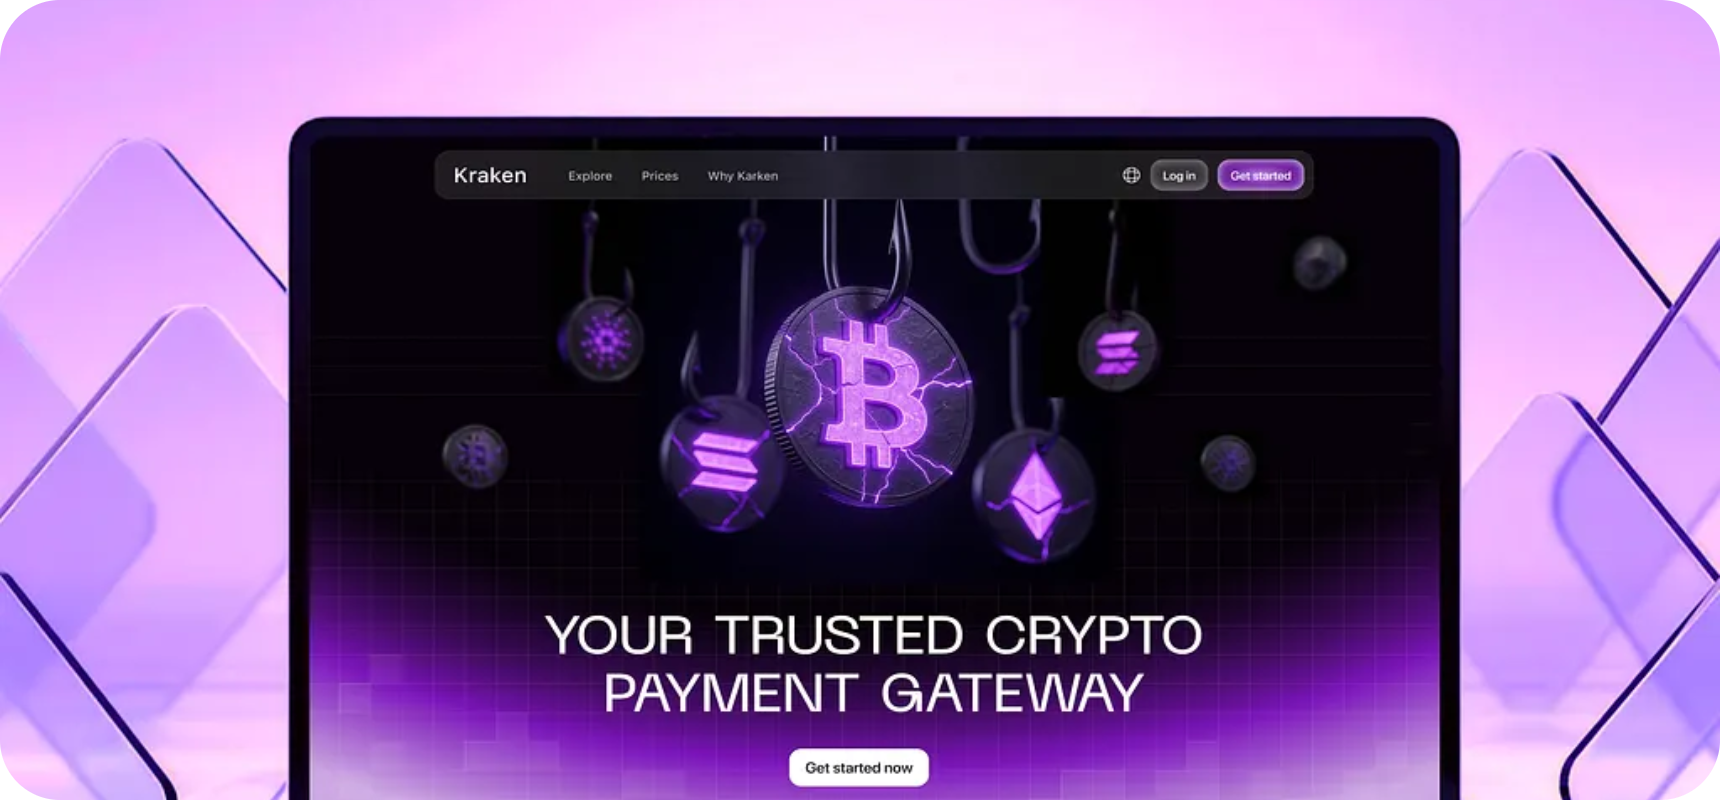 Kraken Explore Prices Why Karken Log in Get started
YOUR TRUSTED CRYPTO
PAYMENT GATEWAY
Get started now